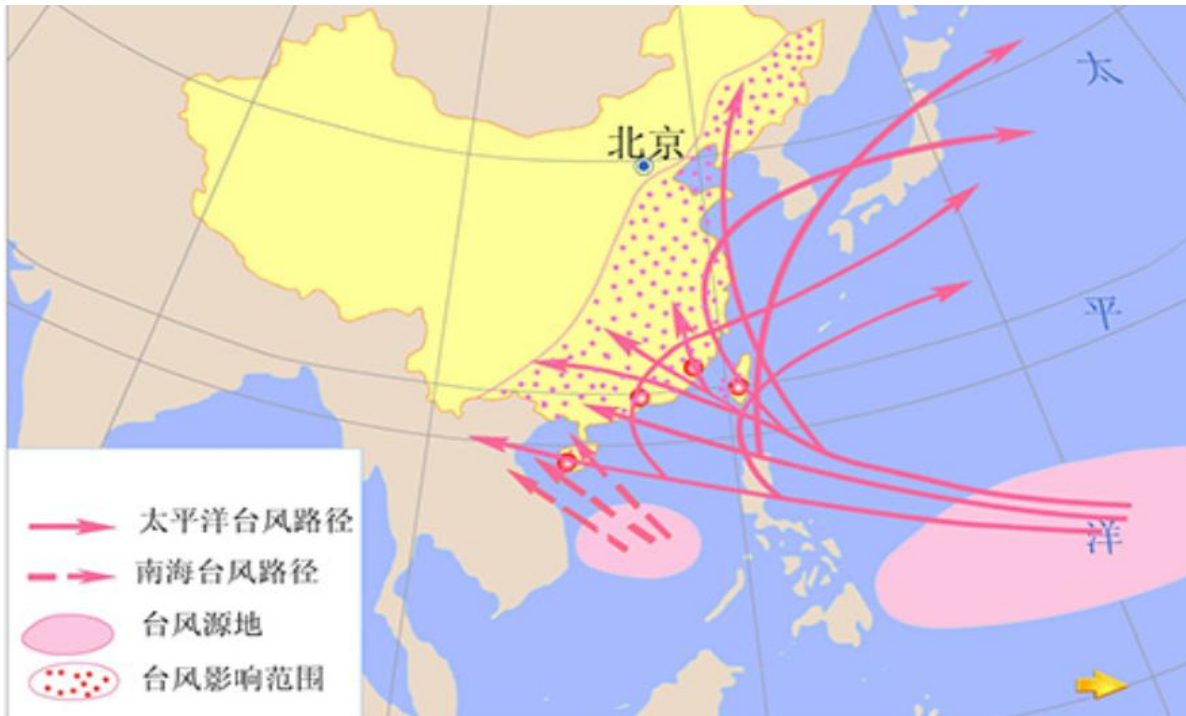 太
北京
平
洋
太平洋台风路径
南海台风路径
台风源地
台风影响范围